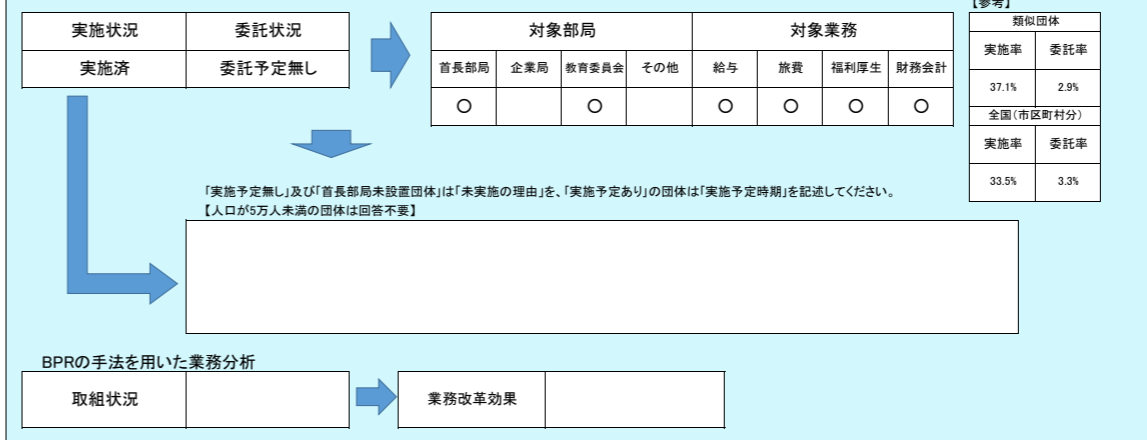 【参考】
実施状況 委託状況
実施済 委託予定無し
対象部局 対象業務
首長部局 企業局 教育委員会 その他 給与 旅費 福利厚生 財務会計
○ ○ ○ ○ ○ ○
類似団体
実施率 委託率
37.1% 2.9%
全国(市区町村分)
実施率 委託率
33.5% 3.3%
「実施予定無し」及び「首長部局未設置団体」は「未実施の理由」を、「実施予定あり」の団体は「実施予定時期」を記述してください。
【人口が5万人未満の団体は回答不要】
BPRの手法を用いた業務分析
取組状況 業務改革効果